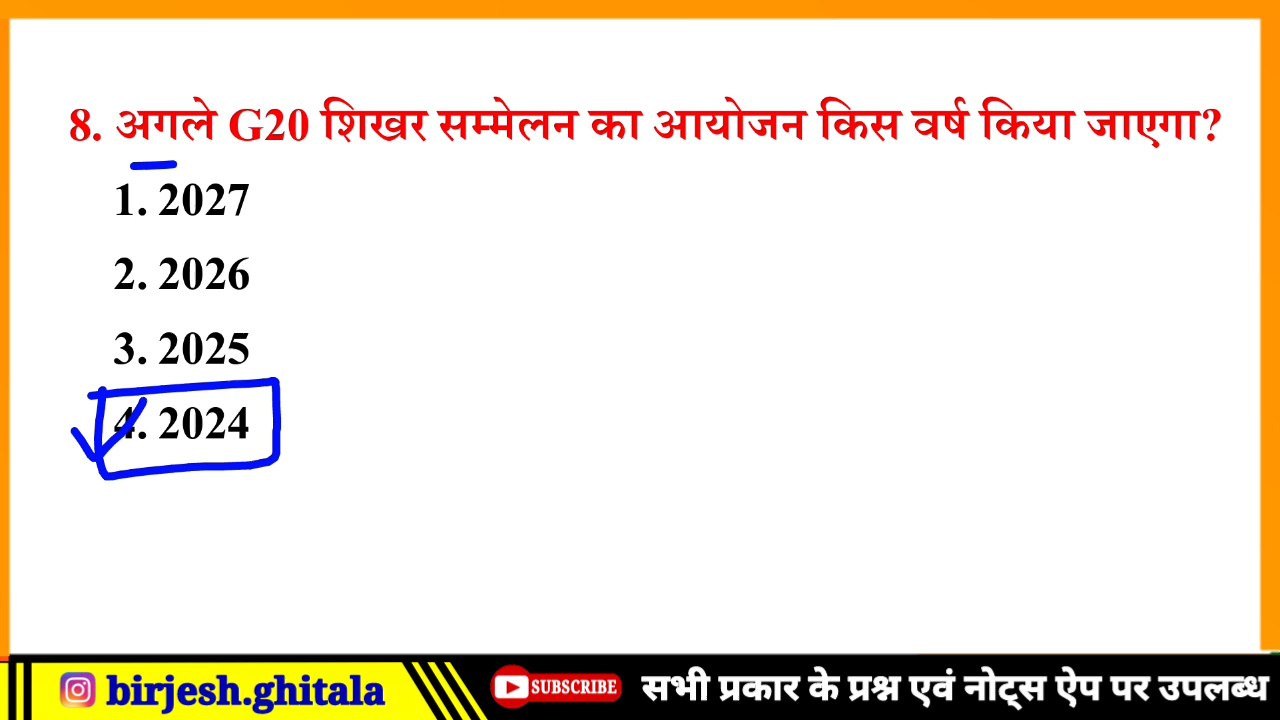 8. अगले G20 शिखर सम्मेलन का आयोजन किस वर्ष किया जाएगा?
1. 2027
2. 2026
3. 2025
4. 2024
birjesh.ghitala SUBSCRIBE सभी प्रकार के प्रश्न एवं नोट्स ऐप पर उपलब्ध